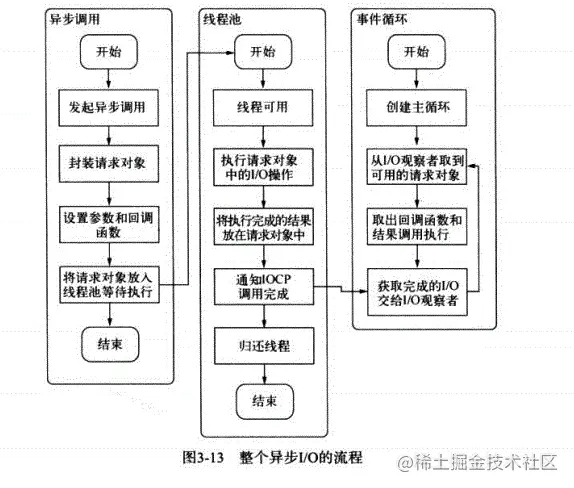 异步调用
开始
发起异步调用
封装请求对象
设置参数和回调
函数
将请求对象放入
线程池等待执行
结束
线程池
开始
线程可用
执行请求对象
中的I/O操作
将执行完成的结果
放在请求对象中
通知IOCP
调用完成
归还线程
结束
事件循环
开始
创建主循环
从I/O观察者取到
可用的请求对象
取出回调函数和
结果调用执行
获取完成的I/O
交给I/O观察者
图3-13 整个异步I/O的流程
@稀土掘金技术社区